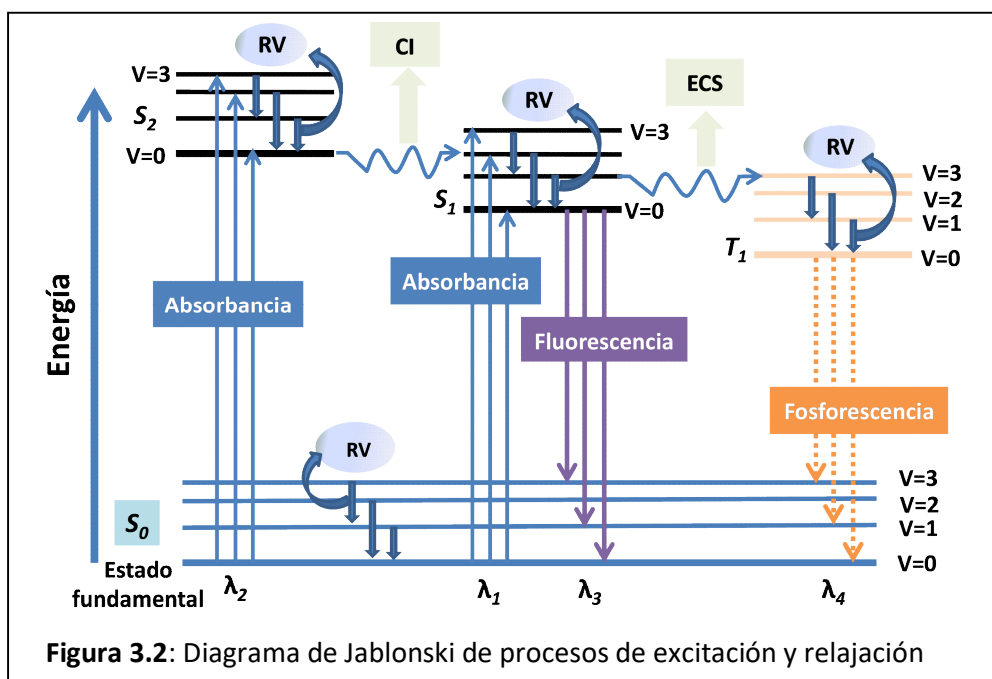 RV
CI
V=3
S2
V=0
RV
ECS
V=3
S1
V=0
RV
V=3
V=2
V=1
T1
V=0
Energía
Absorbancia
Absorbancia
Fluorescencia
Fosforescencia
RV
S0
V=3
V=2
V=1
V=0
Estado
fundamental
λ2
λ1
λ3
λ4
Figura 3.2: Diagrama de Jablonski de procesos de excitación y relajación